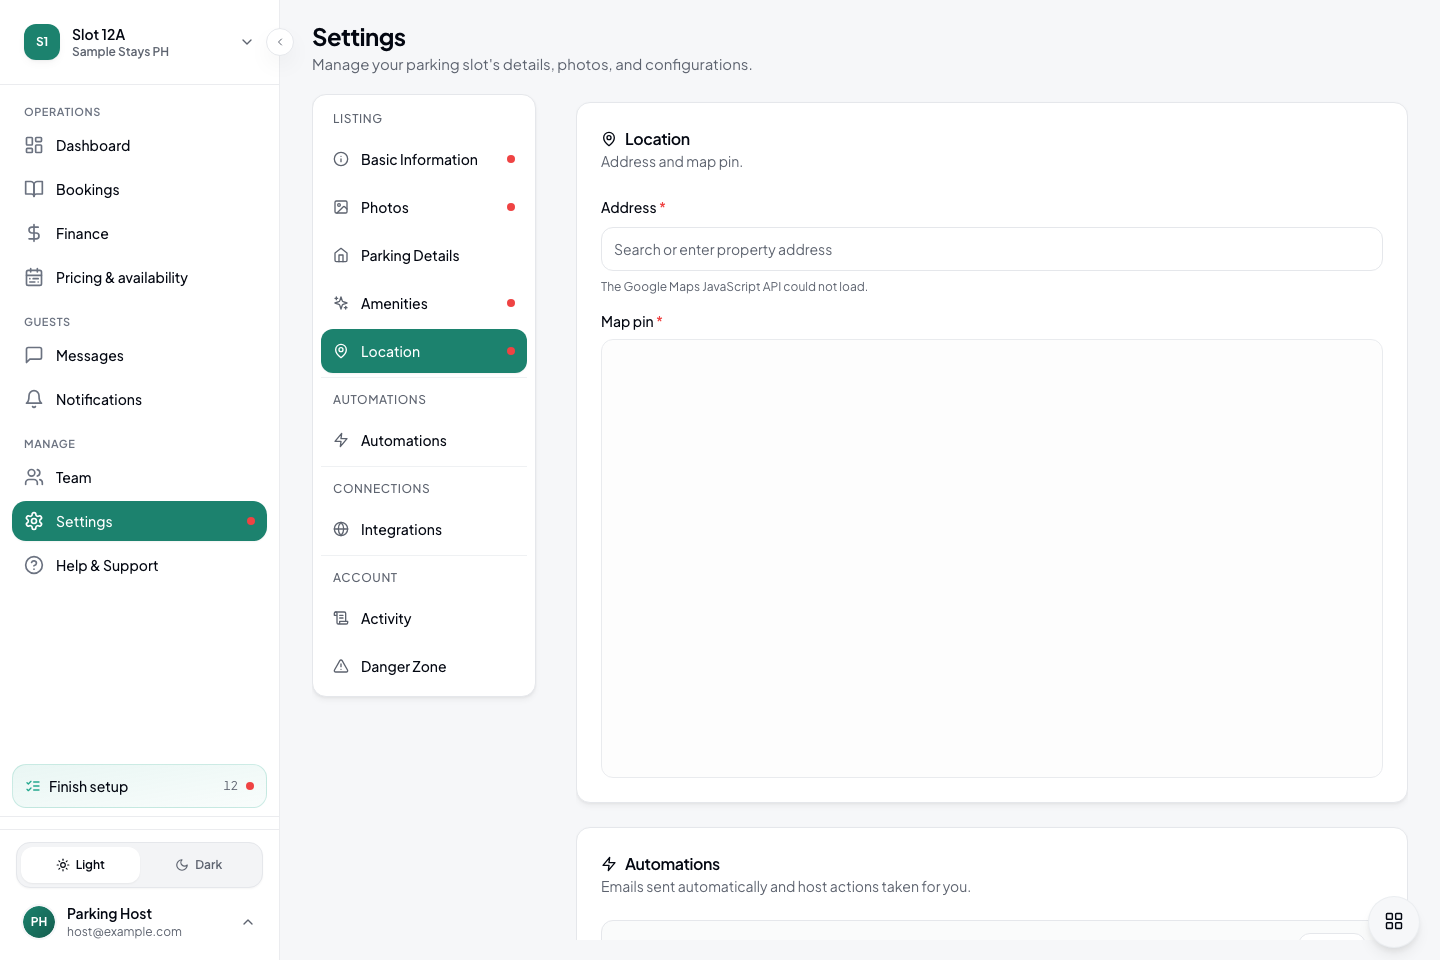 S1
Slot 12A
Sample Stays PH
OPERATIONS
Dashboard
Bookings
Finance
Pricing & availability
GUESTS
Messages
Notifications
MANAGE
Team
Settings
Help & Support
Finish setup
12
Light
Dark
PH
Parking Host
host@example.com
Settings
Manage your parking slot's details, photos, and configurations.
LISTING
Basic Information
Photos
Parking Details
Amenities
Location
AUTOMATIONS
Automations
CONNECTIONS
Integrations
ACCOUNT
Activity
Danger Zone
Location
Address and map pin.
Address *
Search or enter property address
The Google Maps JavaScript API could not load.
Map pin *
Automations
Emails sent automatically and host actions taken for you.